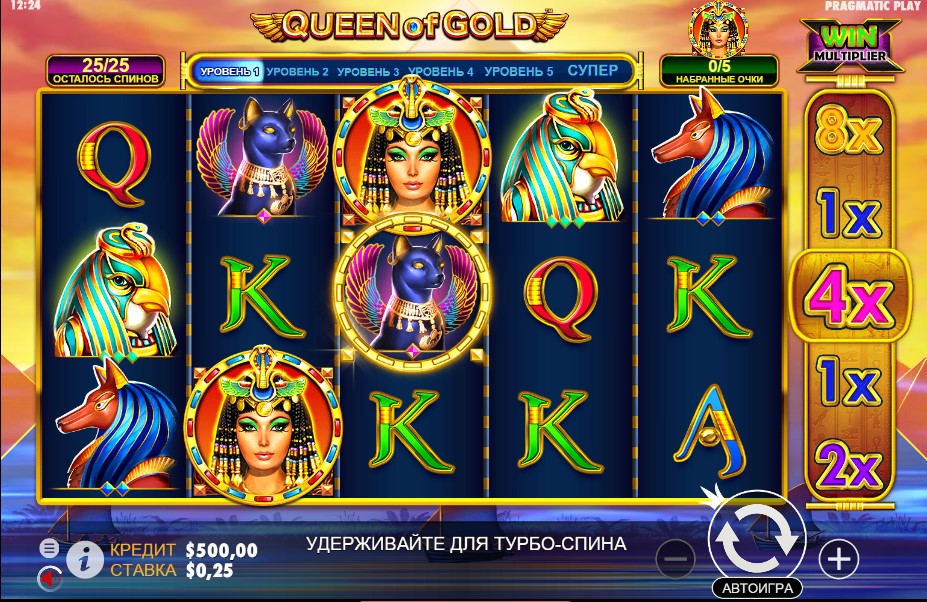 12:24
PRAGMATIC PLAY
QUEEN of GOLD™
WIN
MULTIPLIER
25/25
ОСТАЛОСЬ СПИНОВ
УРОВЕНЬ 1 УРОВЕНЬ 2 УРОВЕНЬ 3 УРОВЕНЬ 4 УРОВЕНЬ 5 СУПЕР
0/5
НАБРАННЫЕ ОЧКИ
Q
8x
1x
K Q K
4x
1x
K K A
2x
КРЕДИТ $500,00
СТАВКА $0,25
УДЕРЖИВАЙТЕ ДЛЯ ТУРБО-СПИНА
АВТОИГРА